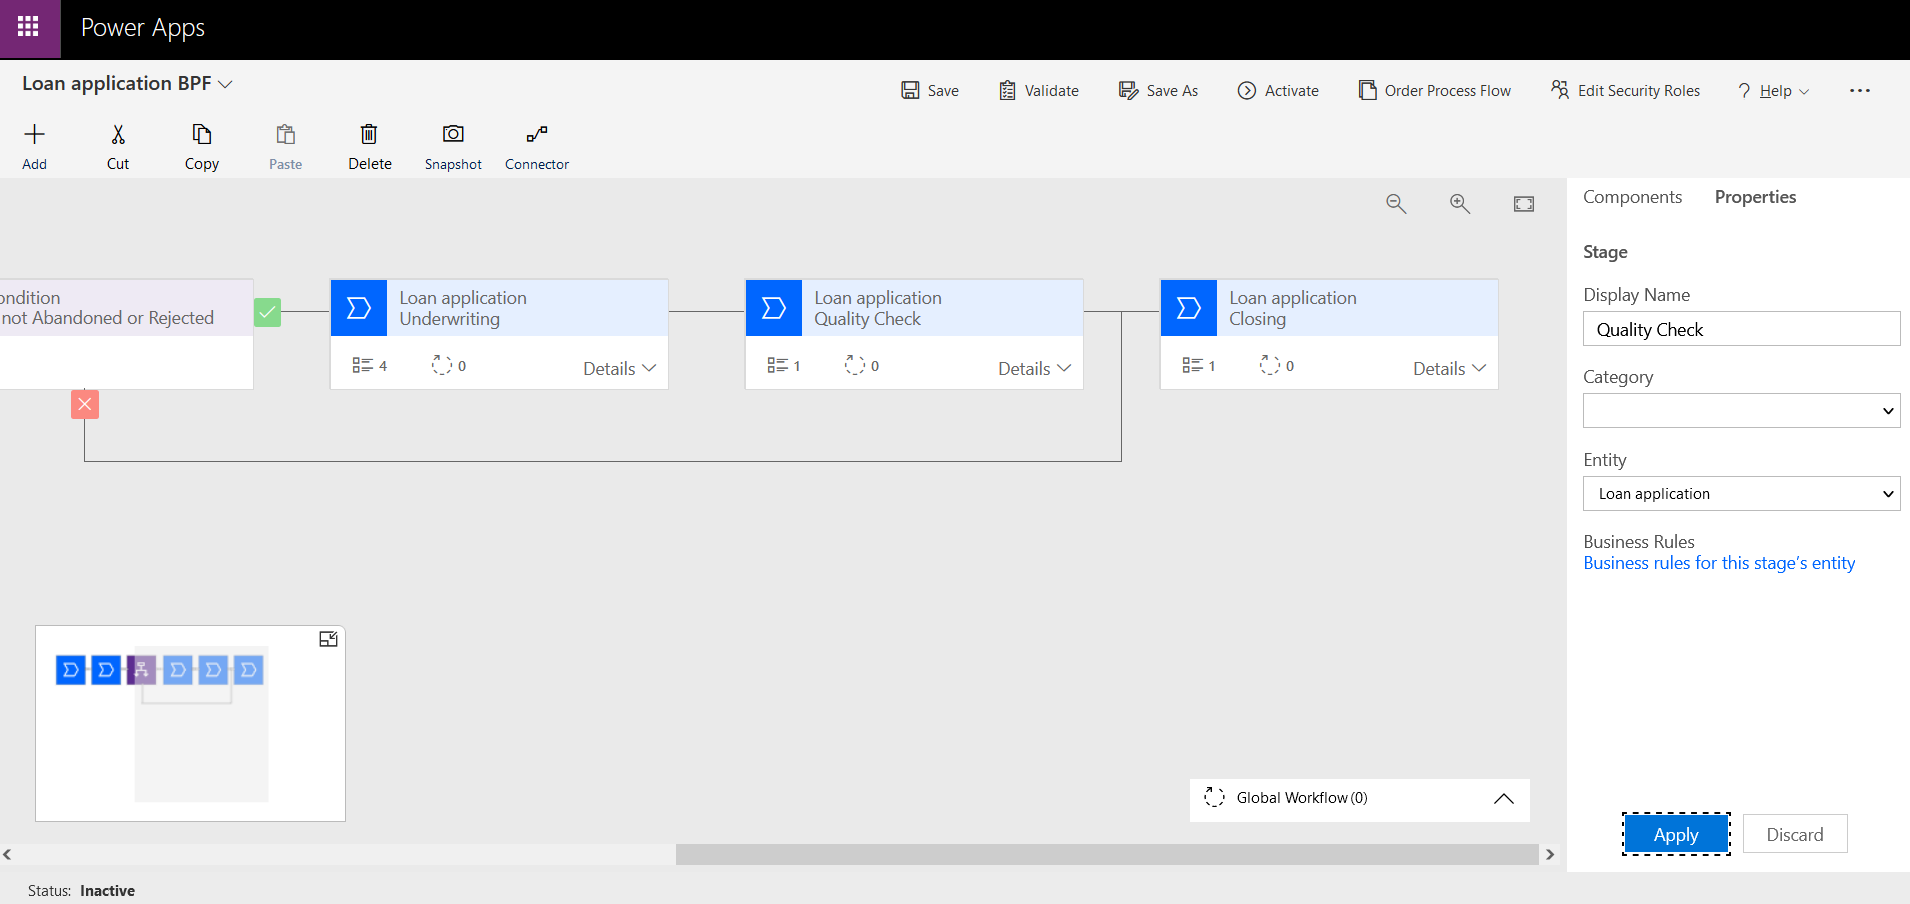 Power Apps
Loan application BPF
Save
Validate
Save As
Activate
Order Process Flow
Edit Security Roles
? Help
...
Add
Cut
Copy
Paste
Delete
Snapshot
Connector
ondition
not Abandoned or Rejected
Loan application
Underwriting
4
0
Details
Loan application
Quality Check
1
0
Details
Loan application
Closing
1
0
Details
Global Workflow (0)
Components
Properties
Stage
Display Name
Quality Check
Category
Entity
Loan application
Business Rules
Business rules for this stage's entity
Apply
Discard
Status: Inactive